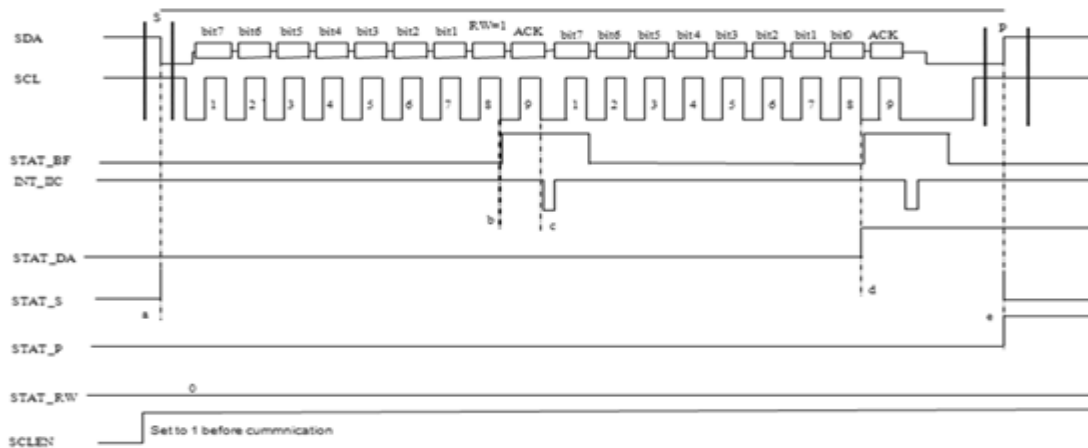 S
RW=1
P
SDA bit7 bit6 bit5 bit4 bit3 bit2 bit1 ACK bit7 bit6 bit5 bit4 bit3 bit2 bit1 bit0 ACK
SCL
1 2 3 4 5 6 7 8 9 1 2 3 4 5 6 7 8 9
STAT_BF
INT_IIC
b c
STAT_DA
d
STAT_S
a e
STAT_P
0
STAT_RW
Set to 1 before cummnication
SCLEN